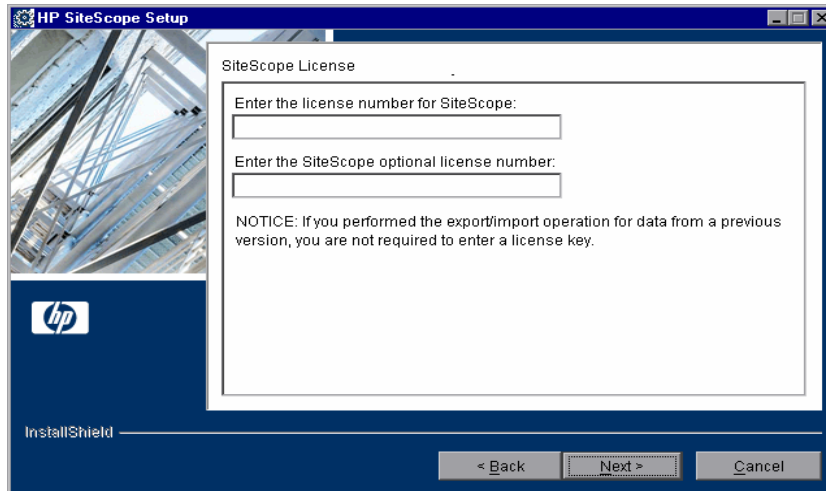 HP SiteScope Setup
SiteScope License
Enter the license number for SiteScope:
Enter the SiteScope optional license number:
NOTICE: If you performed the export/import operation for data from a previous
version, you are not required to enter a license key.
hp
InstallShield
< Back
Next >
Cancel